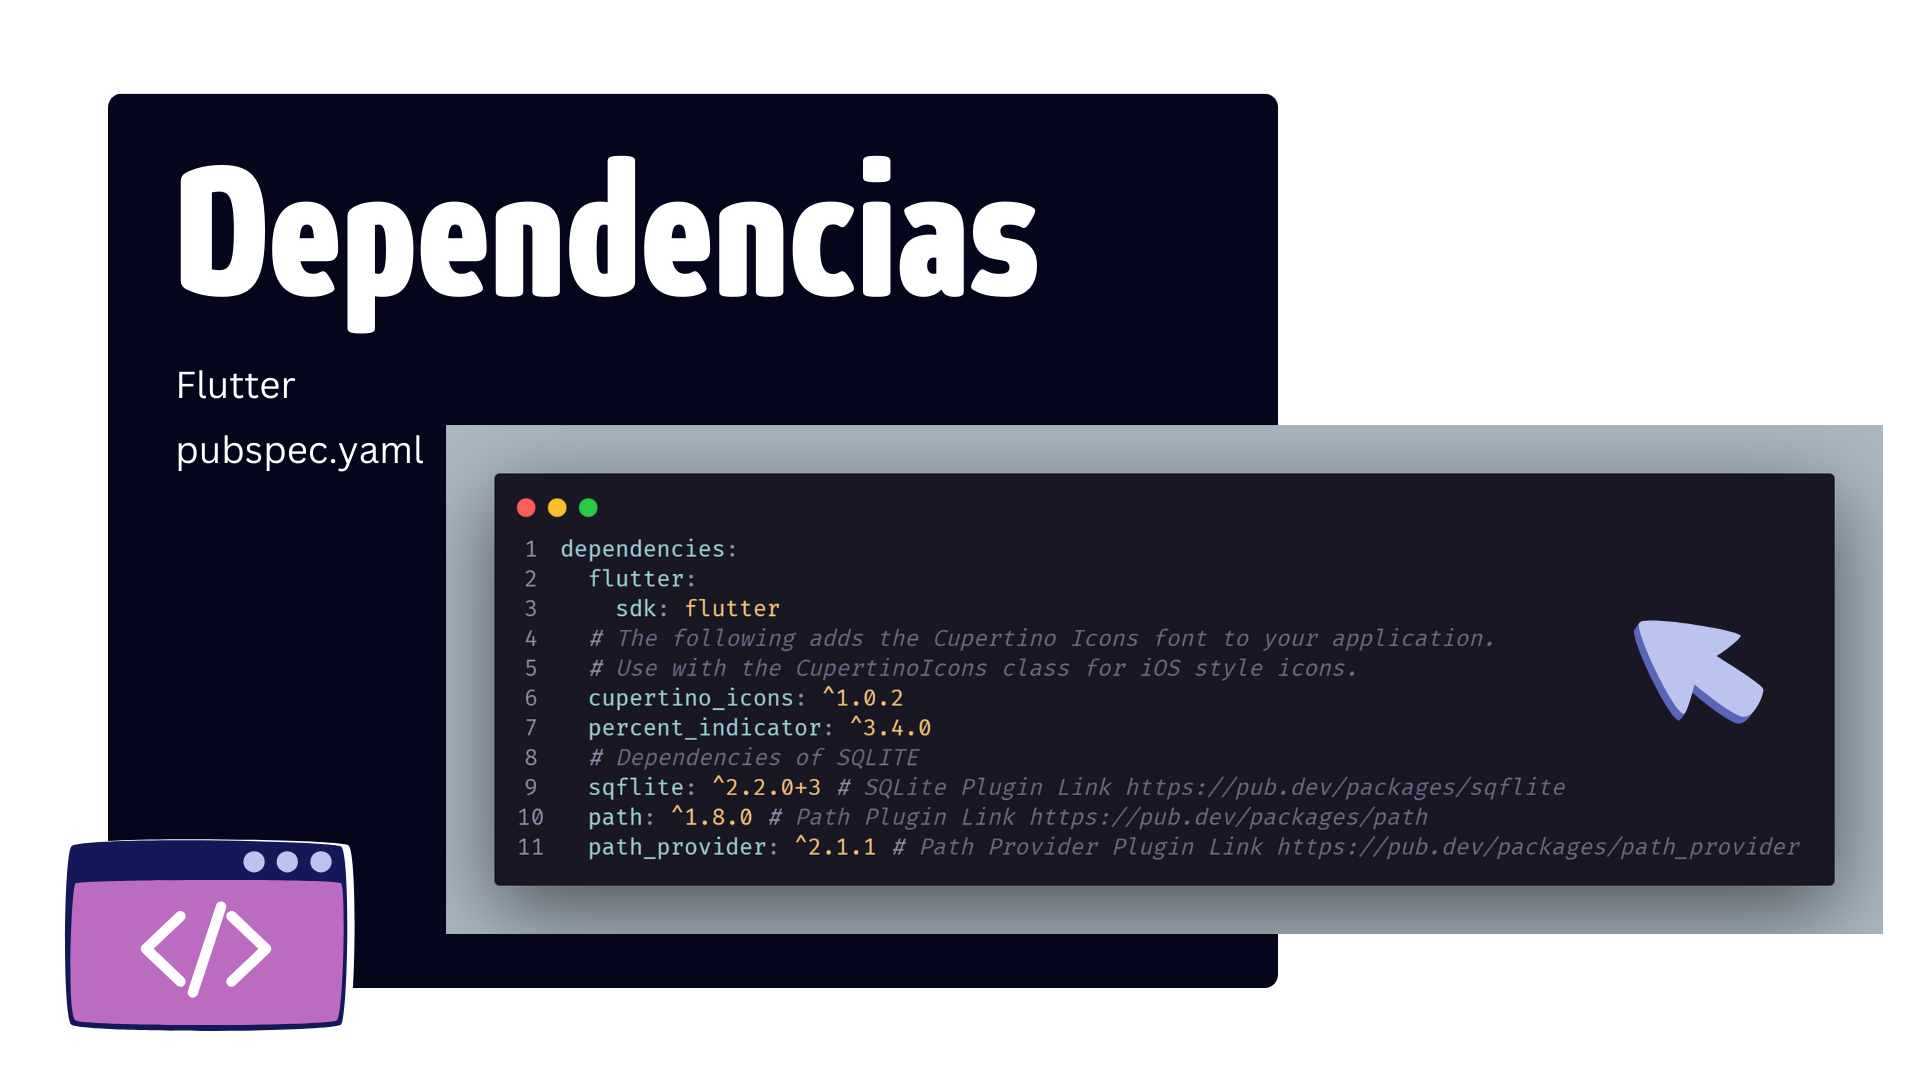 Dependencias
Flutter
pubspec.yaml
1 dependencies:
2   flutter:
3     sdk: flutter
4   # The following adds the Cupertino Icons font to your application.
5   # Use with the CupertinoIcons class for iOS style icons.
6   cupertino_icons: ^1.0.2
7   percent_indicator: ^3.4.0
8   # Dependencies of SQLITE
9   sqflite: ^2.2.0+3 # SQLite Plugin Link https://pub.dev/packages/sqflite
10   path: ^1.8.0 # Path Plugin Link https://pub.dev/packages/path
11   path_provider: ^2.1.1 # Path Provider Plugin Link https://pub.dev/packages/path_provider
</>